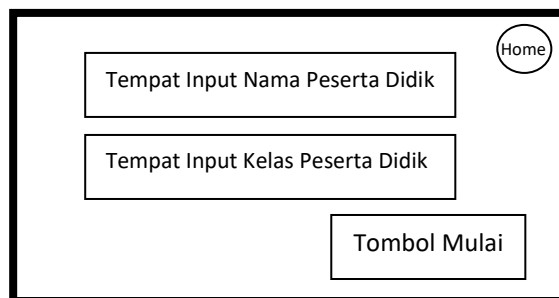 Home
Tempat Input Nama Peserta Didik
Tempat Input Kelas Peserta Didik
Tombol Mulai